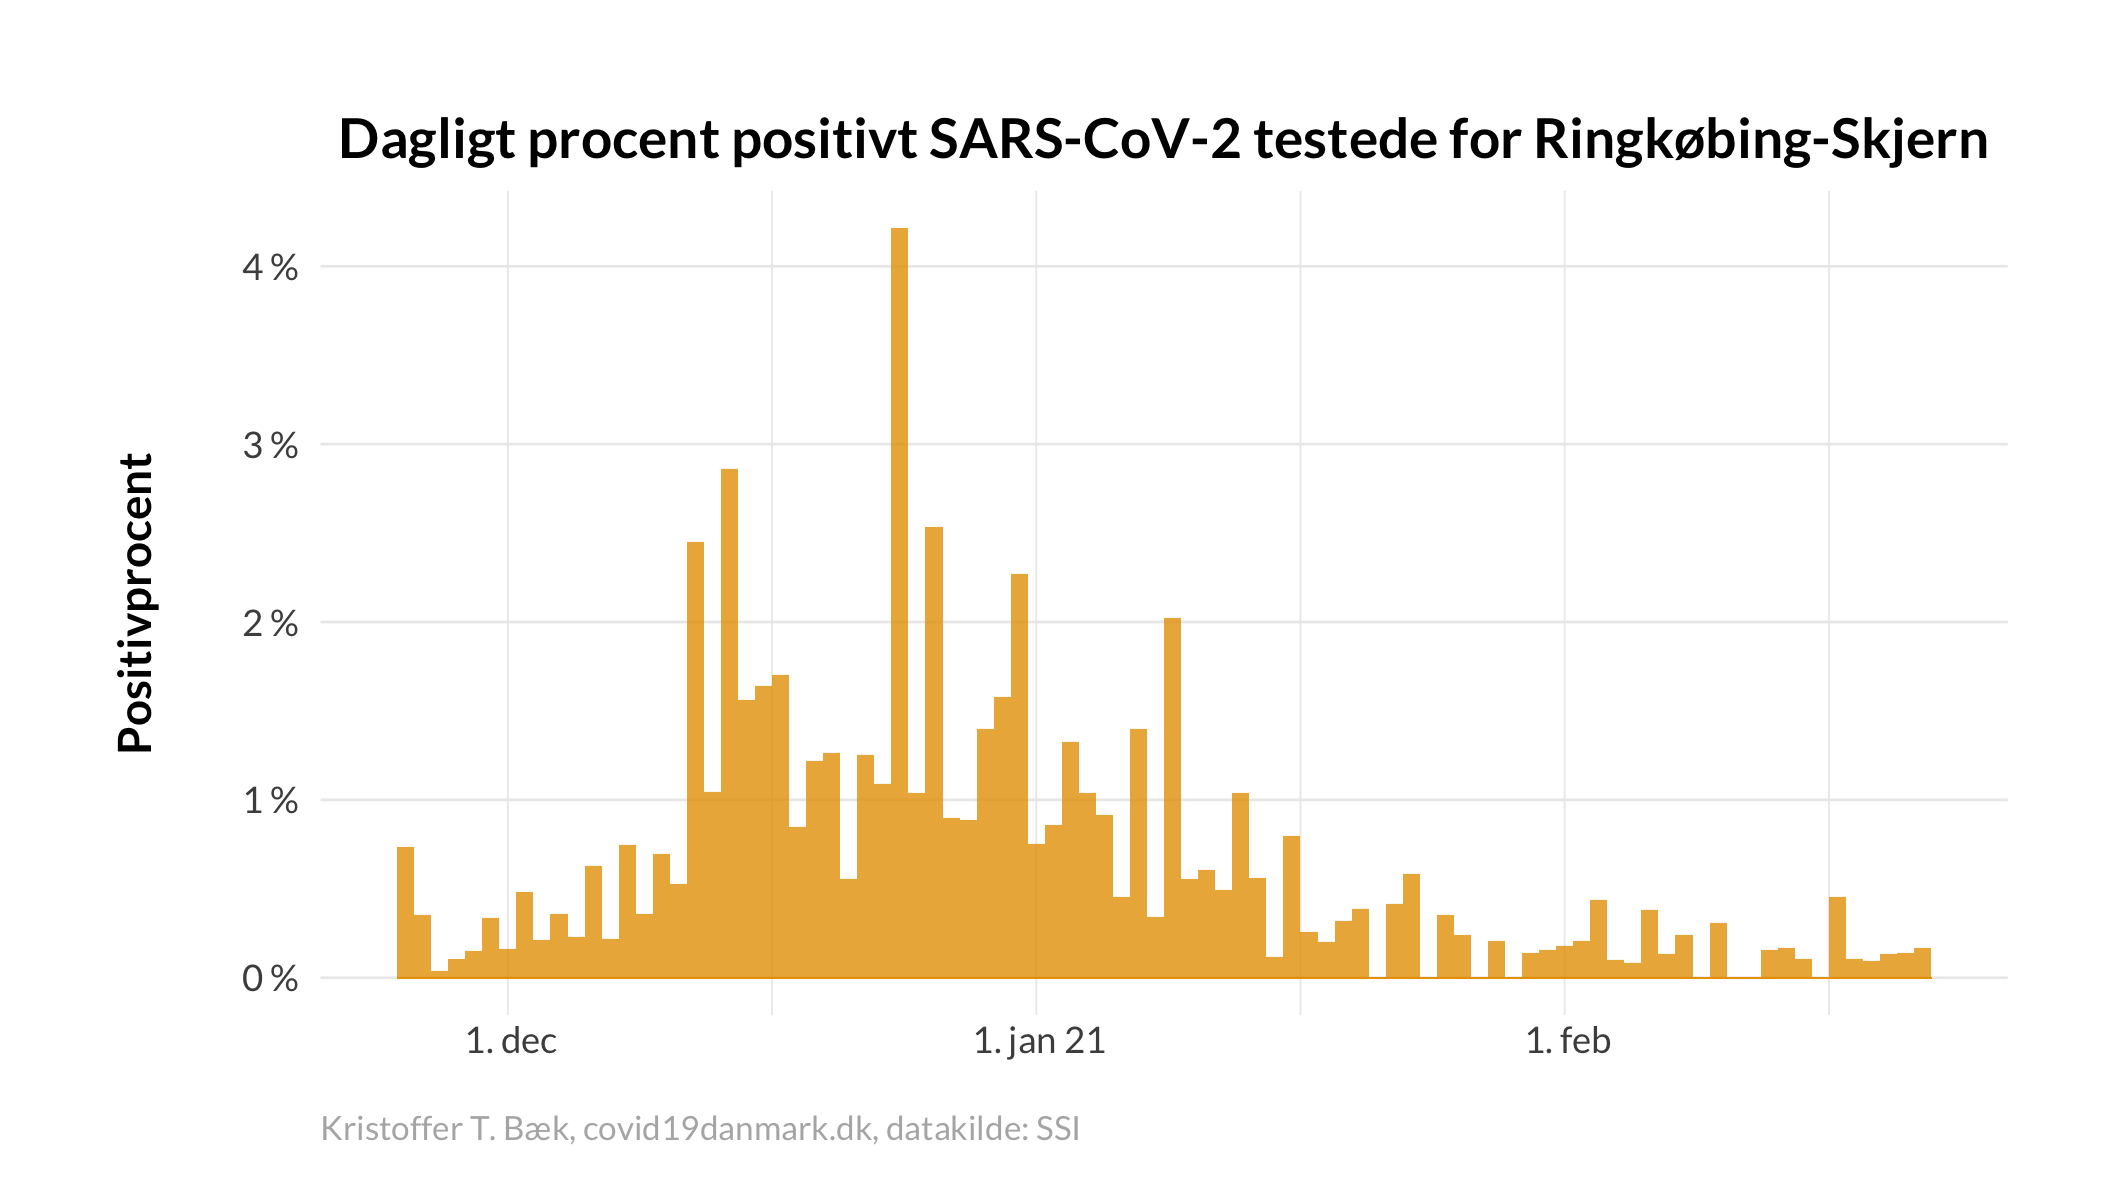 Dagligt procent positivt SARS-CoV-2 testede for Ringkøbing-Skjern
Positivprocent
4 %
3 %
2 %
1 %
0 %
1. dec
1. jan 21
1. feb
Kristoffer T. Bæk, covid19danmark.dk, datakilde: SSI